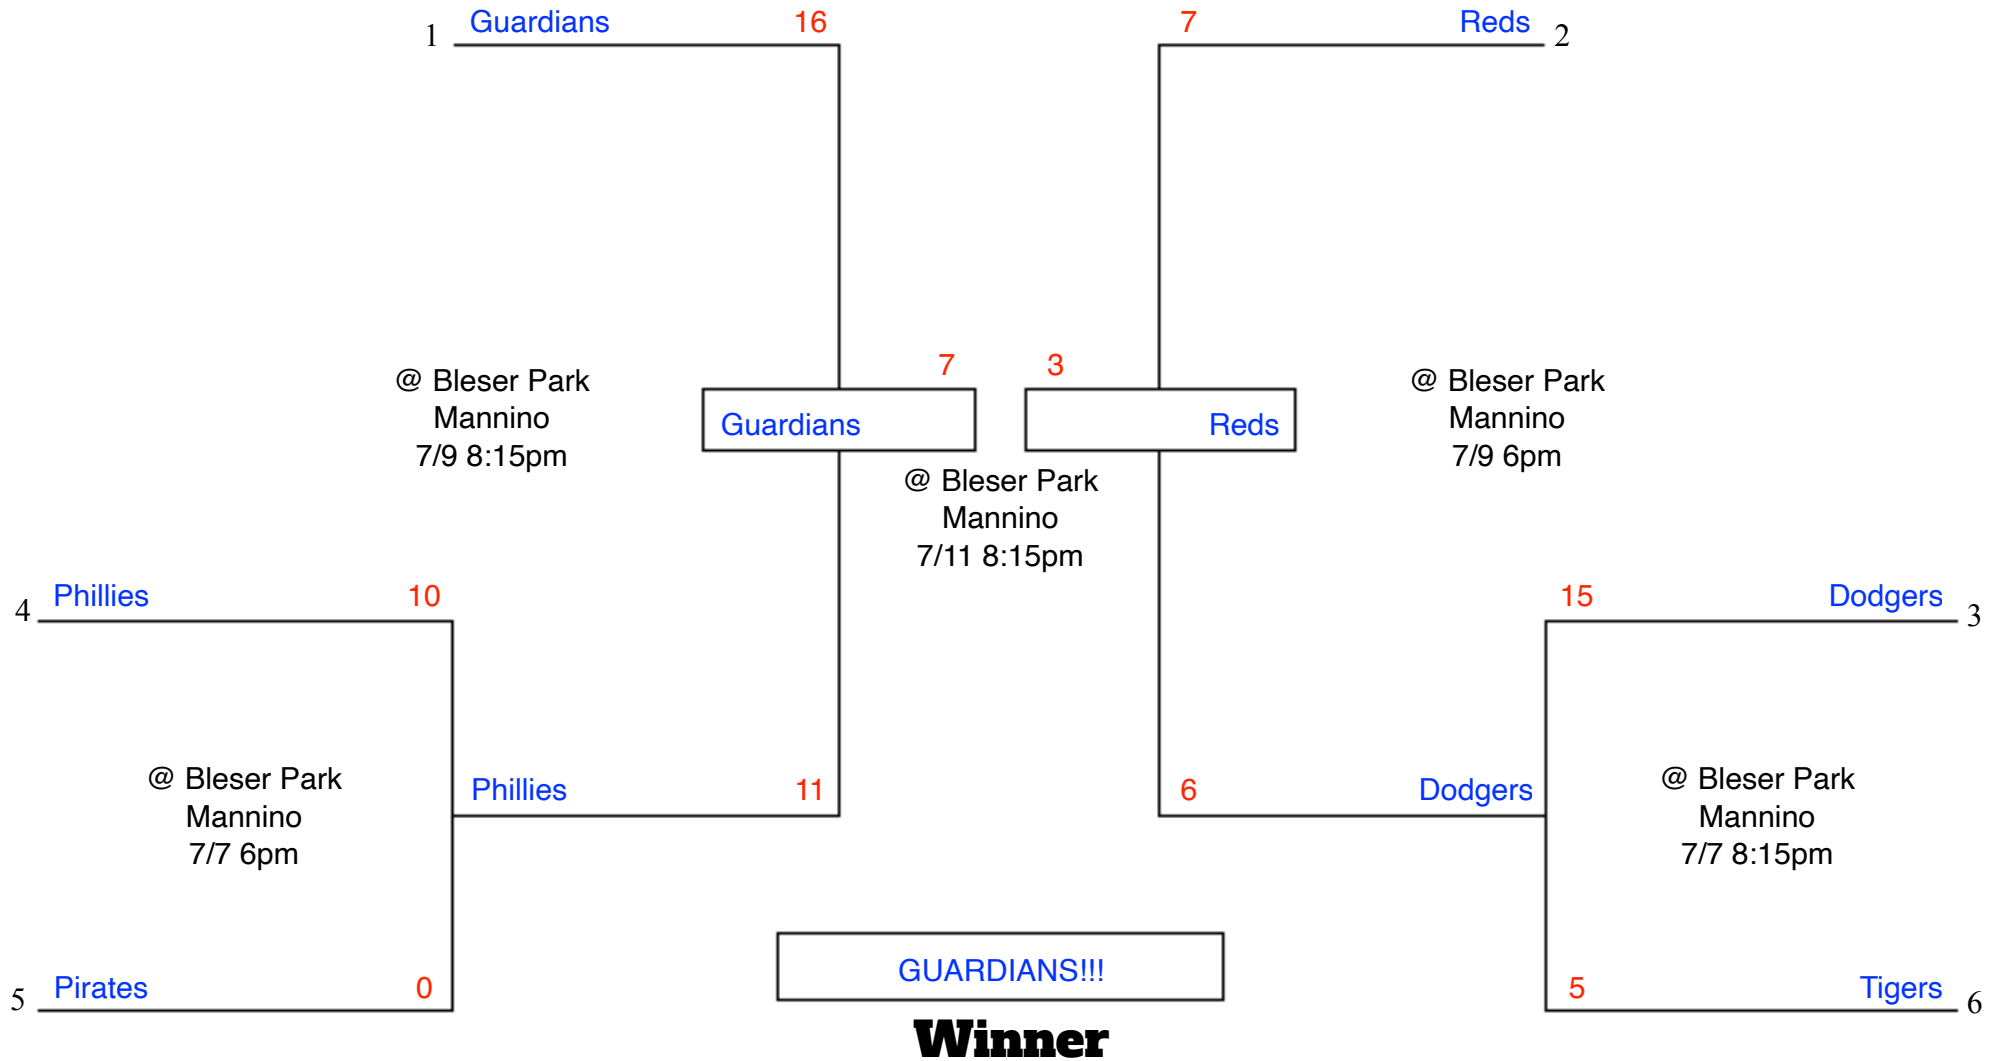 1 Guardians 16
7 Reds 2
@ Bleser Park
Mannino
7/9 8:15pm
7
Guardians
3
Reds
@ Bleser Park
Mannino
7/11 8:15pm
@ Bleser Park
Mannino
7/9 6pm
4 Phillies 10
@ Bleser Park
Mannino
7/7 6pm
Phillies 11
5 Pirates 0
15 Dodgers 3
6 Dodgers
@ Bleser Park
Mannino
7/7 8:15pm
5 Tigers 6
GUARDIANS!!!
Winner